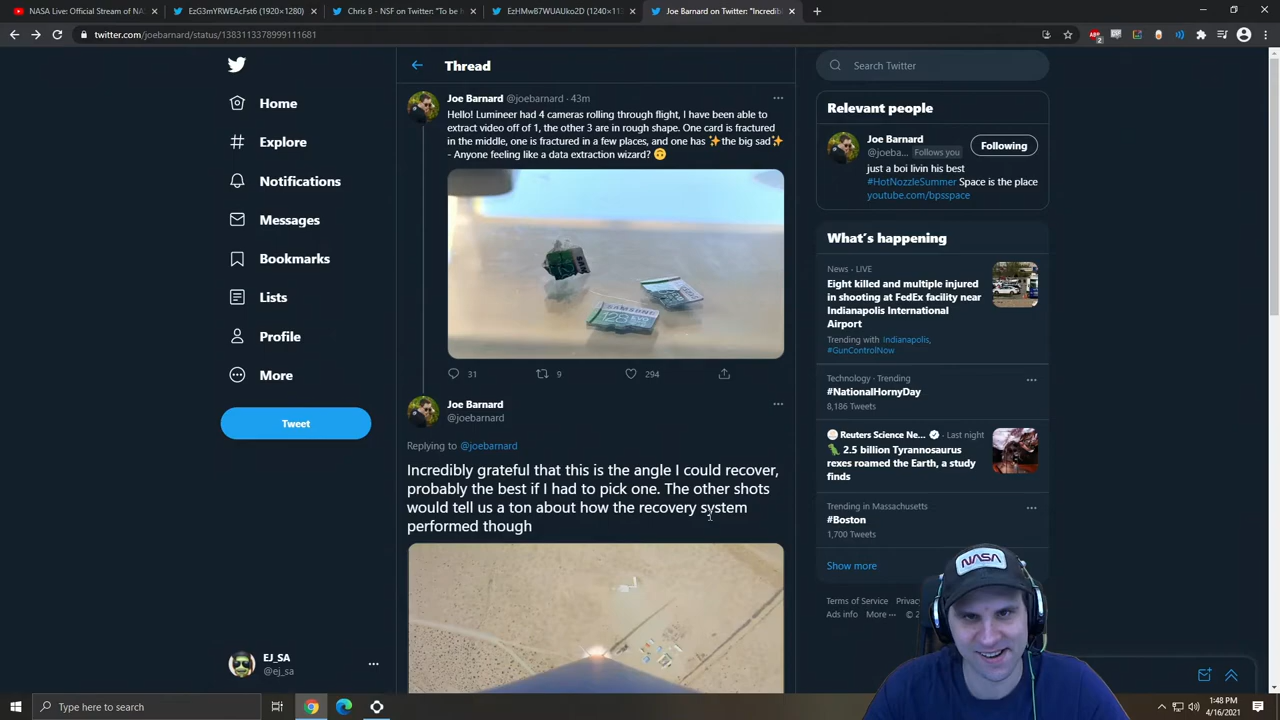 NASA Live: Official Stream of NA
EzG3mYRWEAcFst6 (1920×1280)
Chris B - NSF on Twitter: "To be
EzHMwB7WUAUko2D (1240×11
Joe Barnard on Twitter: "Incredib
twitter.com/joebarnard/status/1383113378999111681
Thread
Search Twitter
Home
Explore
Notifications
Messages
Bookmarks
Lists
Profile
More
Tweet
EJ_SA
@ej_sa
Joe Barnard @joebarnard · 43m
Hello! Lumineer had 4 cameras rolling through flight, I have been able to
extract video off of 1, the other 3 are in rough shape. One card is fractured
in the middle, one is fractured in a few places, and one has ✨the big sad✨
- Anyone feeling like a data extraction wizard? 🙃
SAMSUNG
128
31
9
294
Joe Barnard
@joebarnard
Replying to @joebarnard
Incredibly grateful that this is the angle I could recover,
probably the best if I had to pick one. The other shots
would tell us a ton about how the recovery system
performed though
Relevant people
Joe Barnard
@joeba... Follows you
Following
just a boi livin his best
#HotNozzleSummer Space is the place
youtube.com/bpsspace
What's happening
News · LIVE
Eight killed and multiple injured
in shooting at FedEx facility near
Indianapolis International
Airport
Trending with Indianapolis,
#GunControlNow
Technology · Trending
#NationalHornyDay
8,186 Tweets
Reuters Science Ne... · Last night
🦖 2.5 billion Tyrannosaurus
rexes roamed the Earth, a study
finds
Trending in Massachusetts
#Boston
1,700 Tweets
Show more
Terms of Service
Ads info More ···
NASA
Type here to search
1:48 PM
4/16/2021